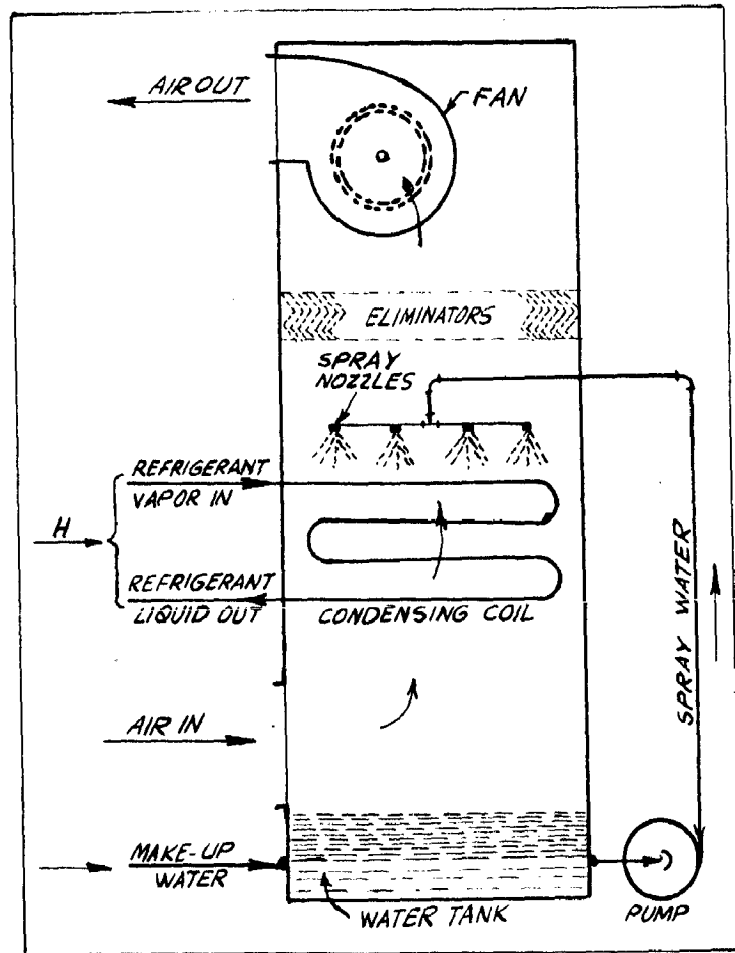 AIR OUT
FAN
ELIMINATORS
SPRAY
NOZZLES
REFRIGERANT
VAPOR IN
H
REFRIGERANT
LIQUID OUT
CONDENSING COIL
SPRAY WATER
AIR IN
MAKE-UP
WATER
WATER TANK
PUMP